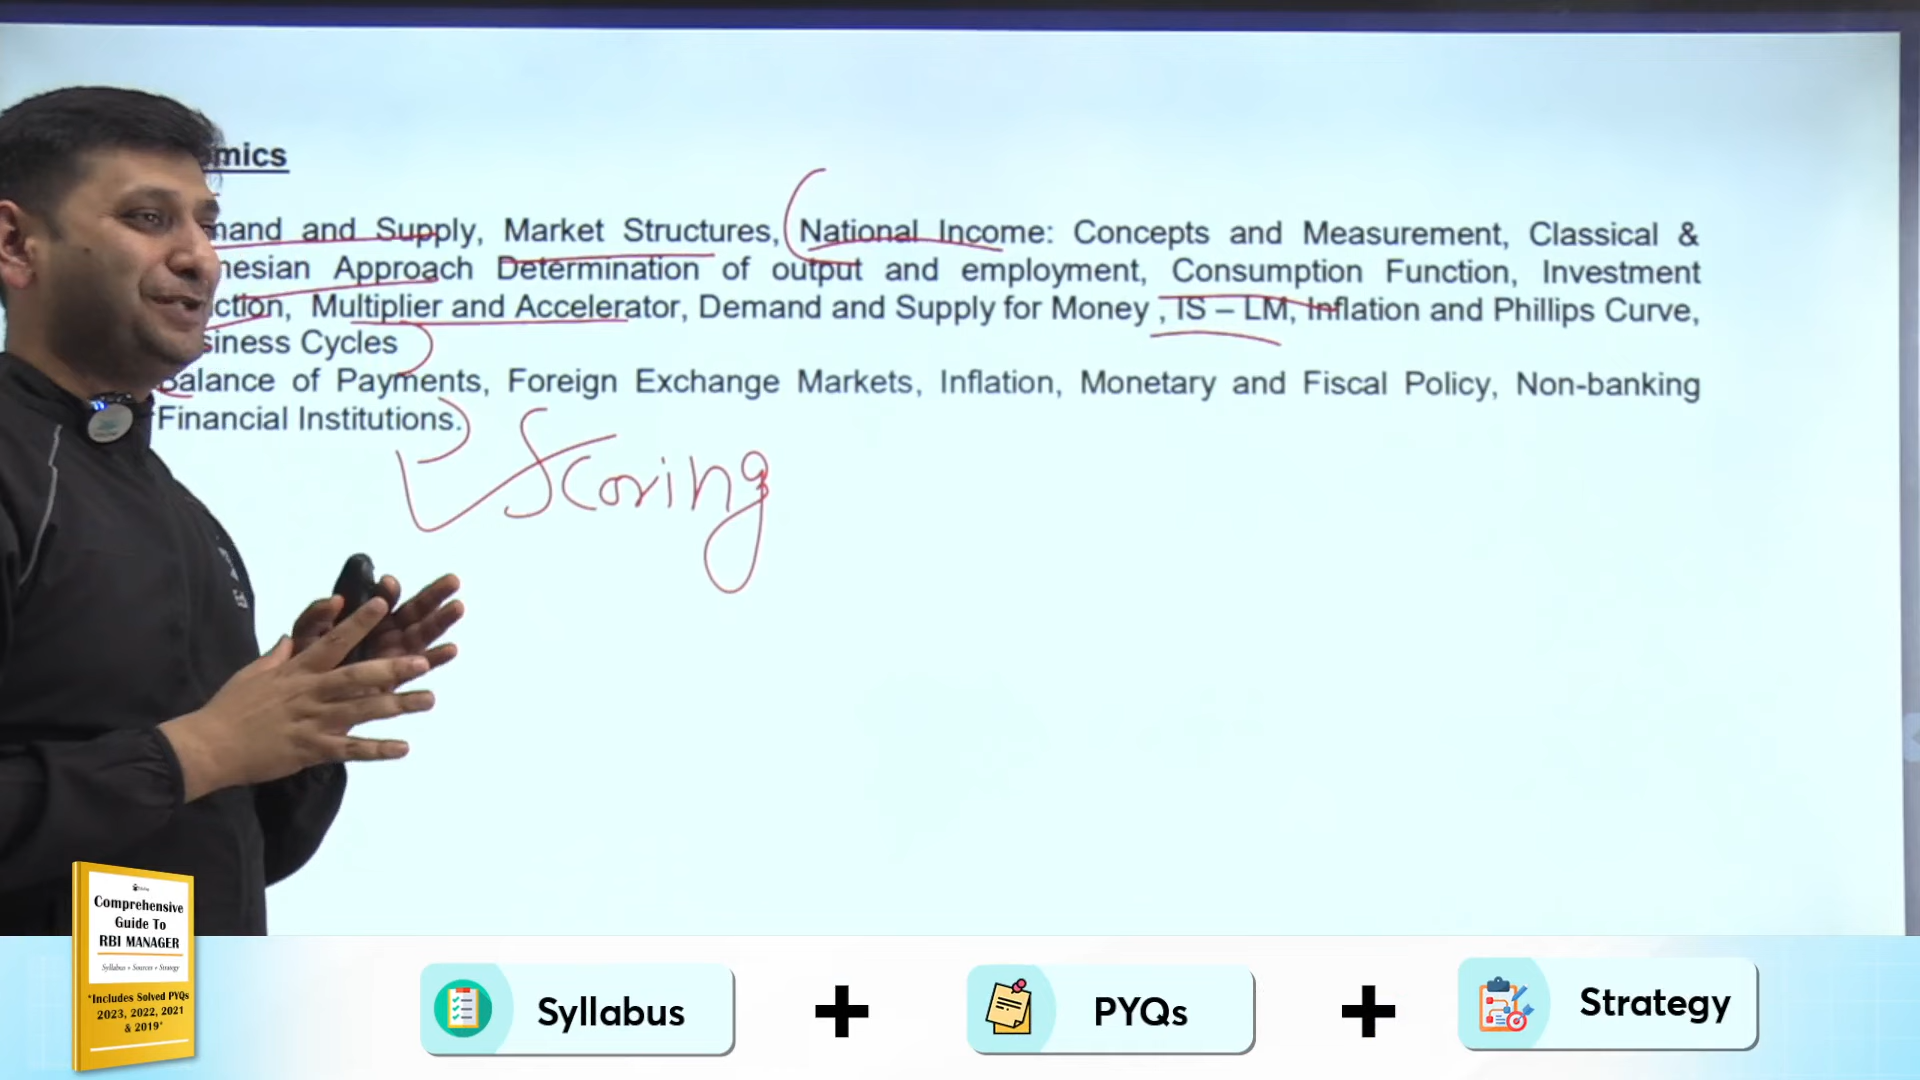 mics
mand and Supply, Market Structures, National Income: Concepts and Measurement, Classical &
nesian Approach Determination of output and employment, Consumption Function, Investment
ction, Multiplier and Accelerator, Demand and Supply for Money , IS – LM, Inflation and Phillips Curve,
siness Cycles
Balance of Payments, Foreign Exchange Markets, Inflation, Monetary and Fiscal Policy, Non-banking
Financial Institutions.
Scoring
Comprehensive
Guide To
RBI MANAGER
Syllabus + Sources + Strategy
*Includes Solved PYQs
2023, 2022, 2021
& 2019*
Syllabus + PYQs + Strategy